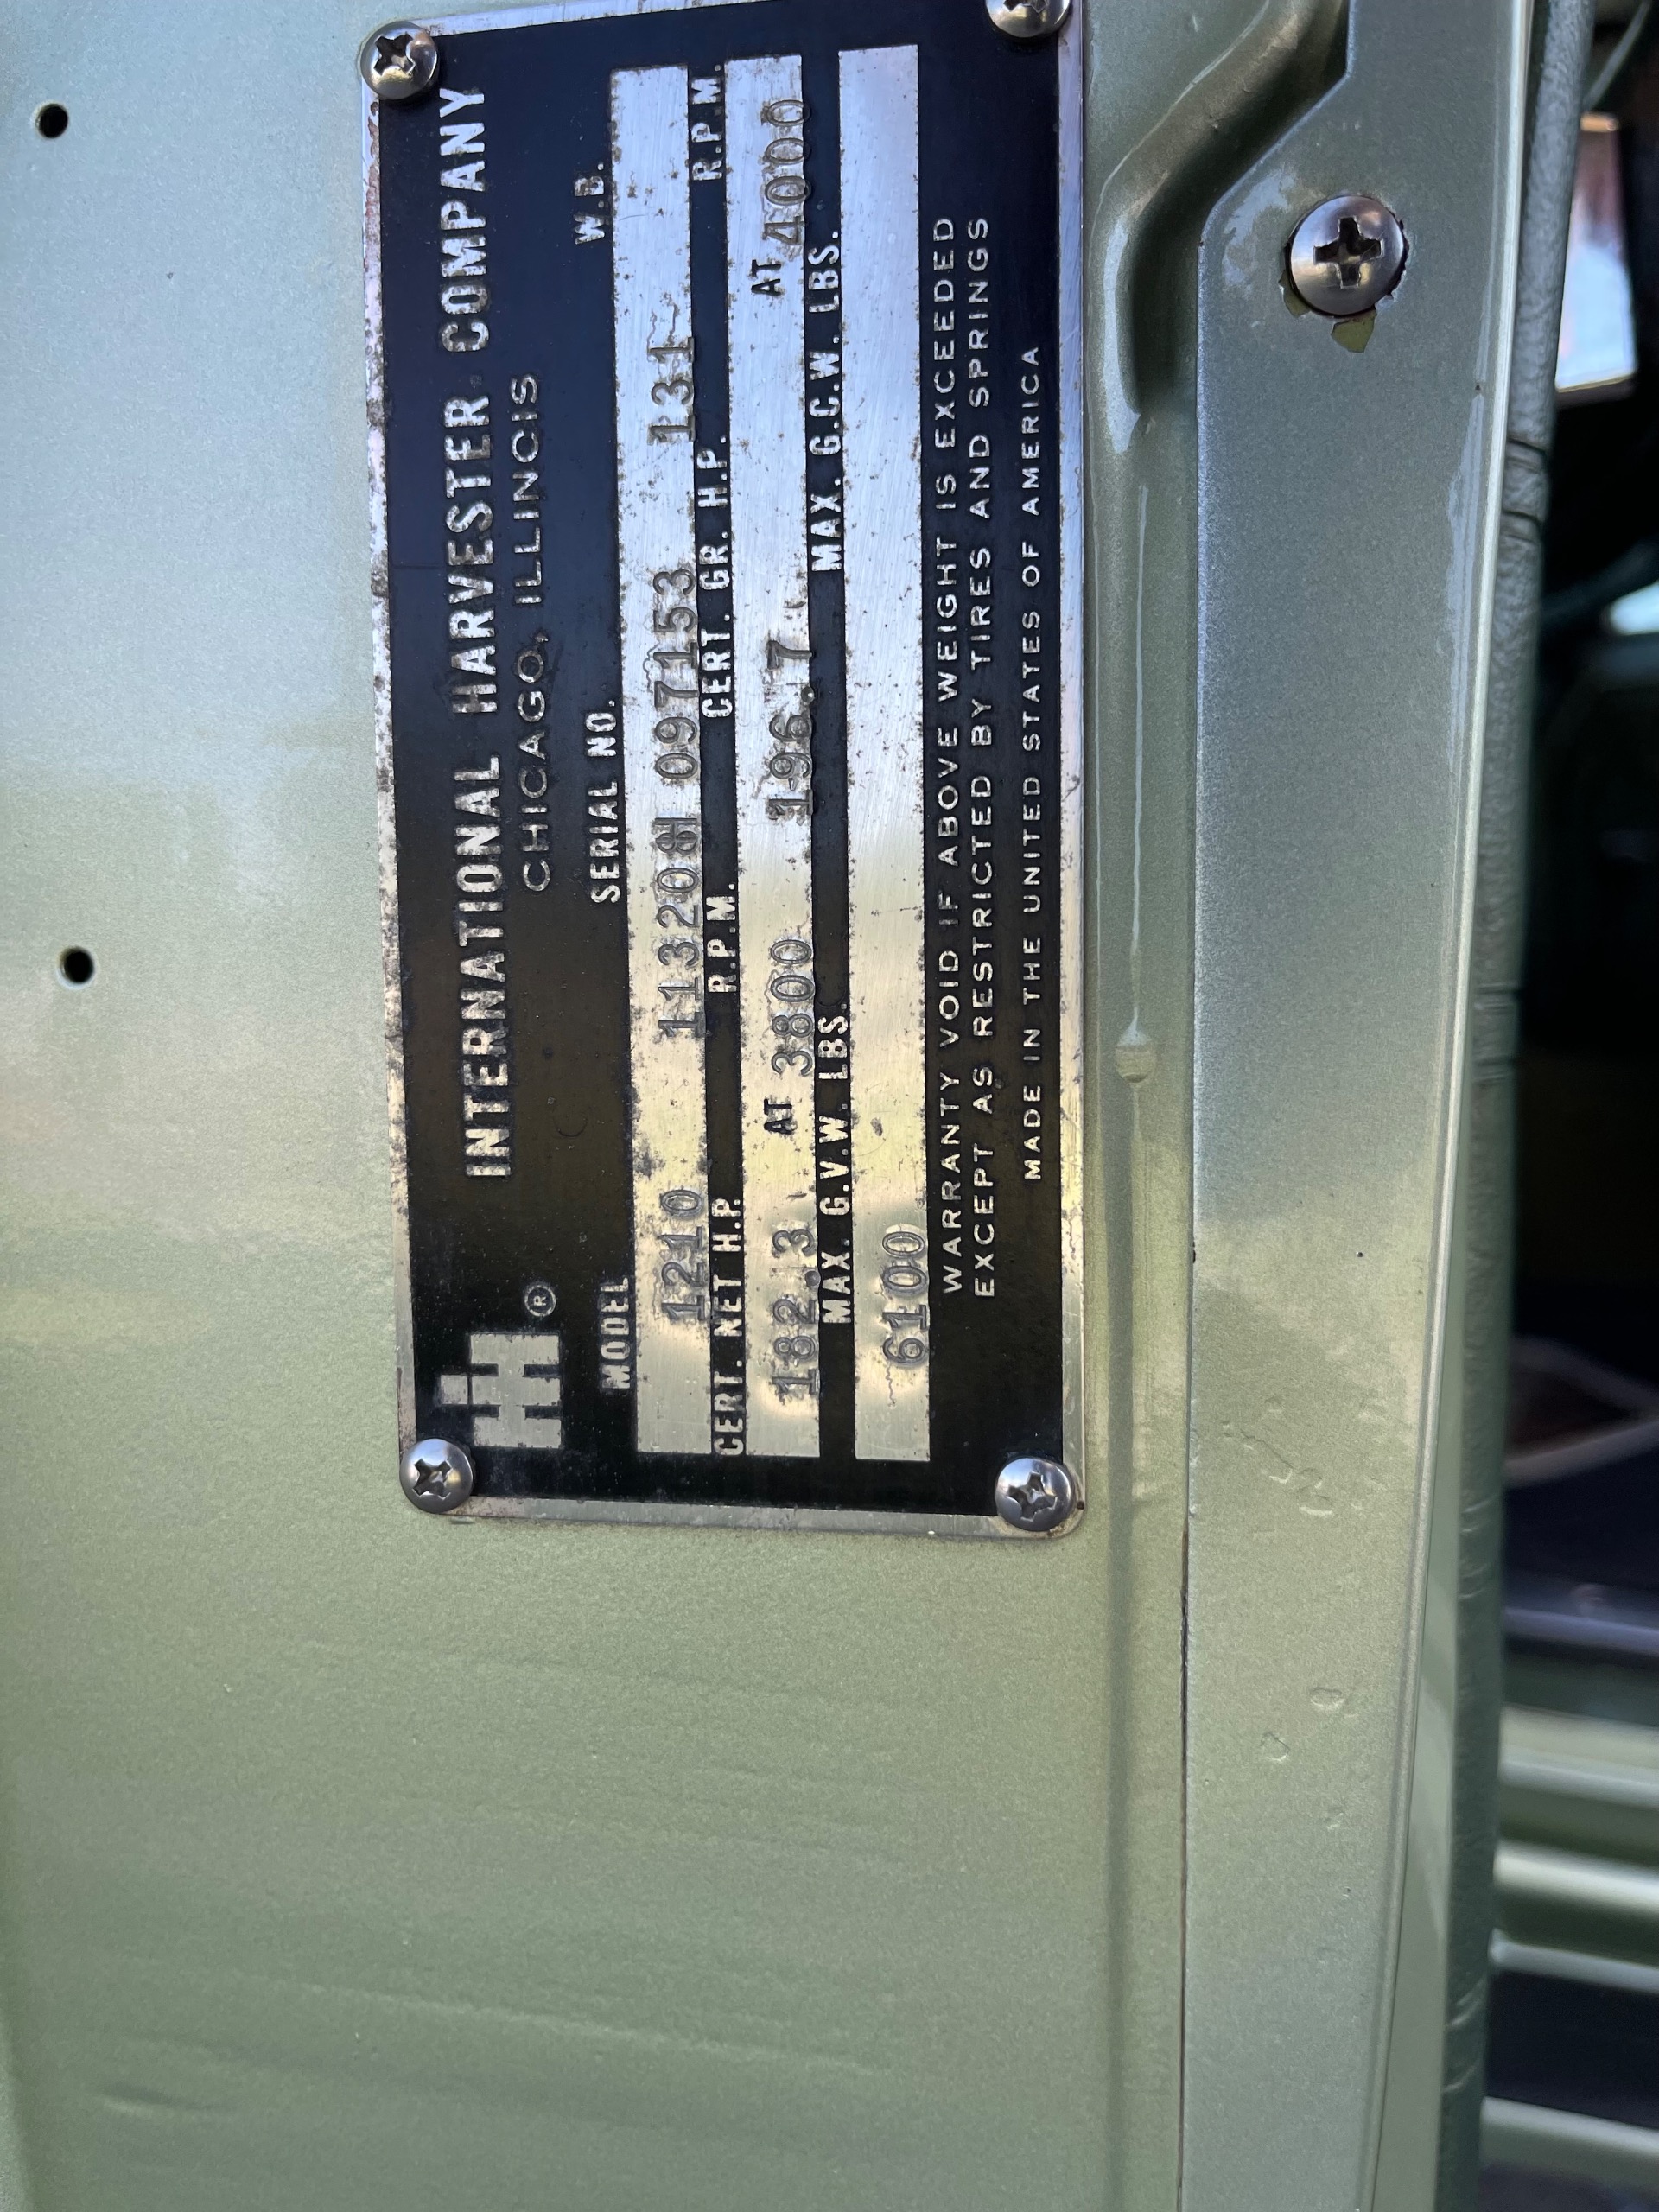 INTERNATIONAL HARVESTER COMPANY
®
CHICAGO, ILLINOIS
MODEL SERIAL NO. W.B.
1210 113208H 097153 131
CERT. NET H.P. R.P.M. CERT. GR. H.P. R.P.M.
182.3 AT 3800 196.7 AT 4000
MAX. G.V.W. LBS. MAX. G.C.W. LBS.
6100
WARRANTY VOID IF ABOVE WEIGHT IS EXCEEDED
EXCEPT AS RESTRICTED BY TIRES AND SPRINGS
MADE IN THE UNITED STATES OF AMERICA